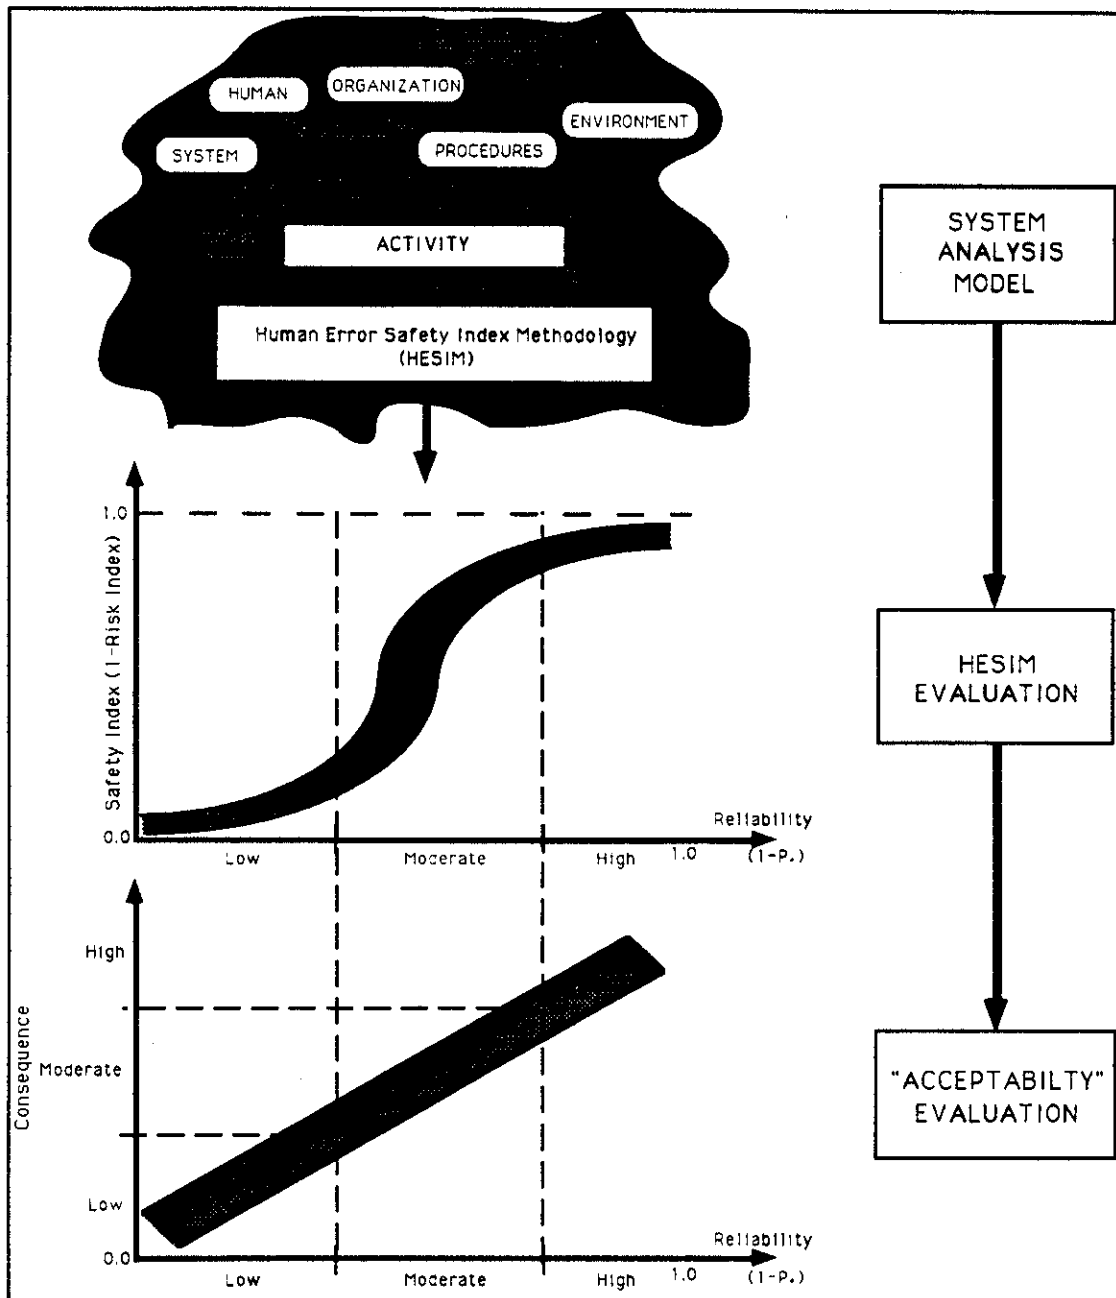 HUMAN
ORGANIZATION
ENVIRONMENT
SYSTEM
PROCEDURES
ACTIVITY
Human Error Safety Index Methodology
(HESIM)
SYSTEM
ANALYSIS
MODEL
1.0
Safety Index (1-Risk Index)
0.0
Low
Moderate
High
1.0
Reliability
(1-P.)
HESIM
EVALUATION
High
Moderate
Low
0.0
Consequence
Low
Moderate
High
1.0
Reliability
(1-P.)
"ACCEPTABILTY"
EVALUATION